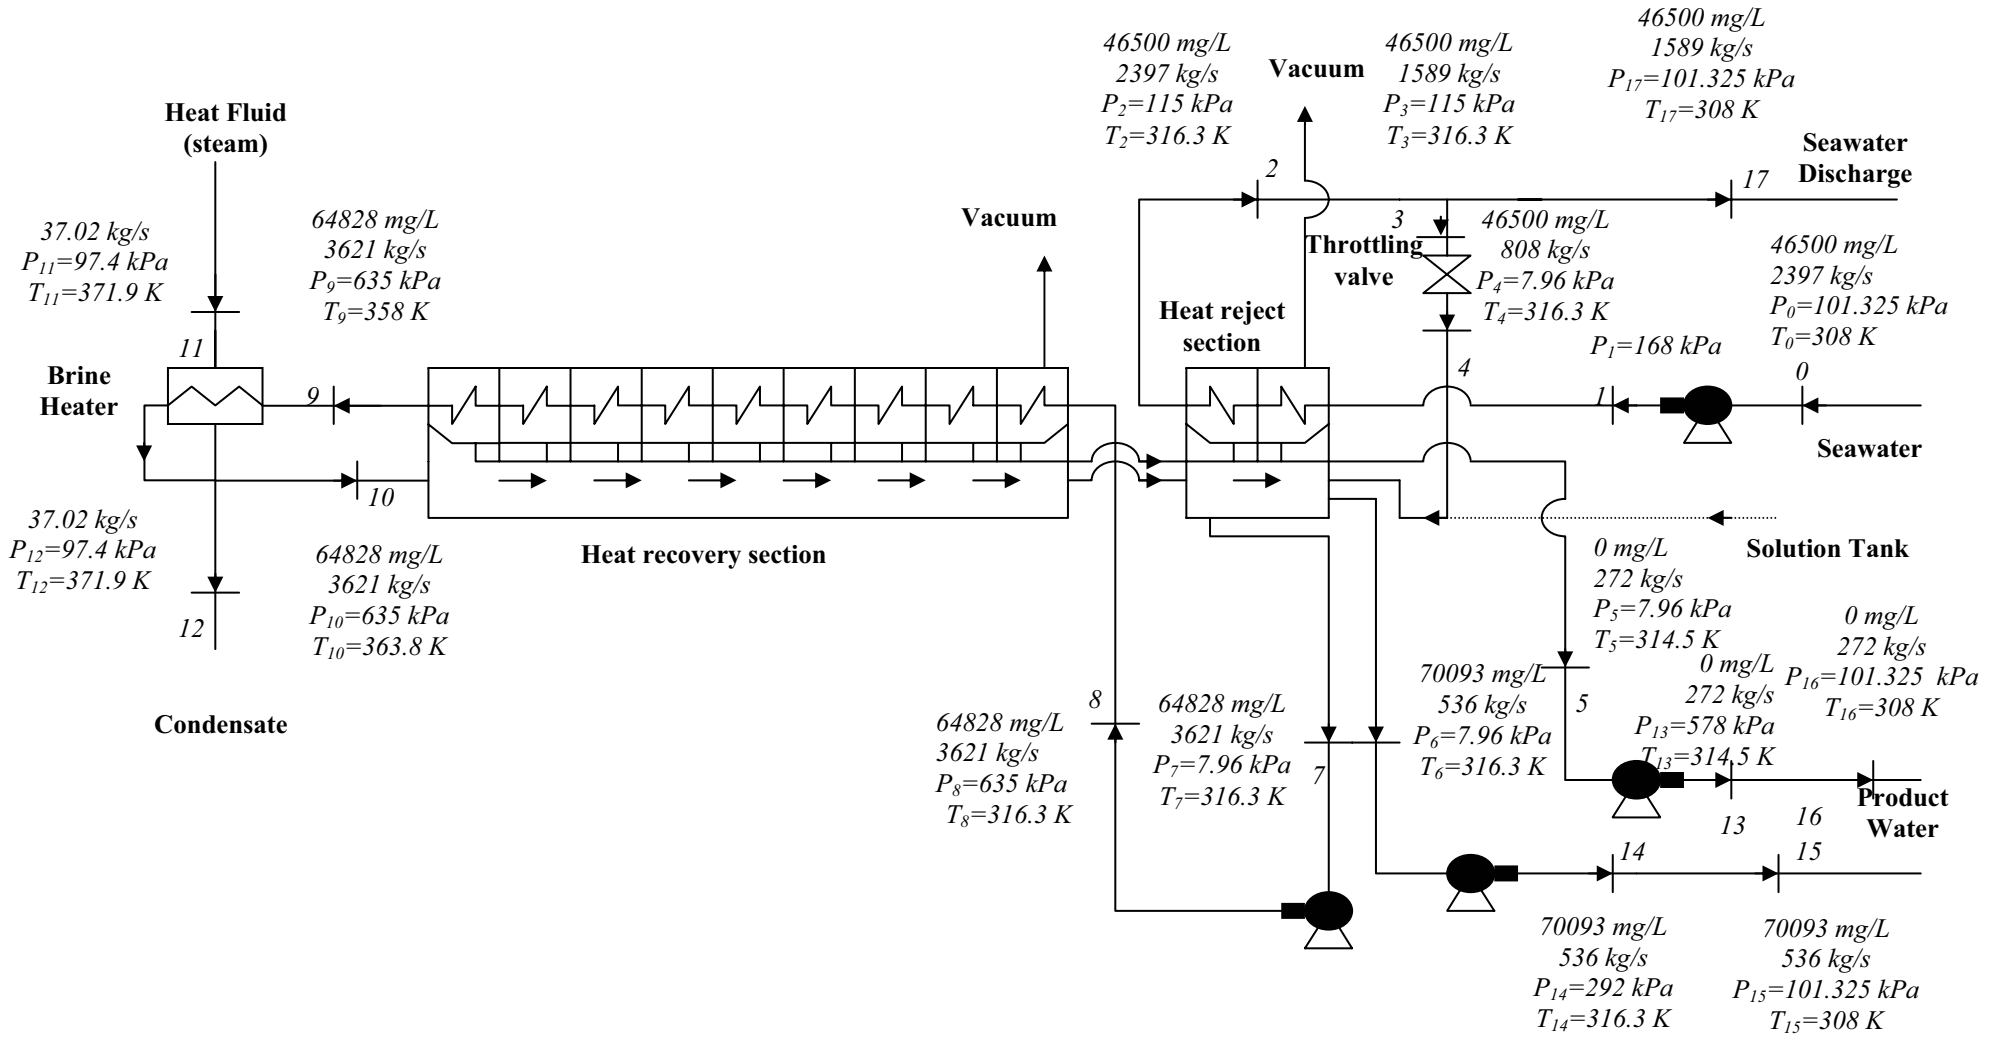 46500 mg/L
2397 kg/s
P2=115 kPa
T2=316.3 K
Vacuum
46500 mg/L
1589 kg/s
P3=115 kPa
T3=316.3 K
46500 mg/L
1589 kg/s
P17=101.325 kPa
T17=308 K
Heat Fluid
(steam)
Seawater
Discharge
2
17
3
Vacuum
37.02 kg/s
P11=97.4 kPa
T11=371.9 K
64828 mg/L
3621 kg/s
P9=635 kPa
T9=358 K
Throttling
valve
46500 mg/L
808 kg/s
P4=7.96 kPa
T4=316.3 K
46500 mg/L
2397 kg/s
P0=101.325 kPa
T0=308 K
Heat reject
section
P1=168 kPa
11
Brine
Heater
9
4
1
0
Seawater
10
37.02 kg/s
P12=97.4 kPa
T12=371.9 K
64828 mg/L
3621 kg/s
P10=635 kPa
T10=363.8 K
Heat recovery section
Solution Tank
12
0 mg/L
272 kg/s
P5=7.96 kPa
T5=314.5 K
0 mg/L
272 kg/s
P16=101.325 kPa
T16=308 K
Condensate
8
64828 mg/L
3621 kg/s
P8=635 kPa
T8=316.3 K
64828 mg/L
3621 kg/s
P7=7.96 kPa
T7=316.3 K
7
70093 mg/L
536 kg/s
P6=7.96 kPa
T6=316.3 K
5
0 mg/L
272 kg/s
P13=578 kPa
T13=314.5 K
Product
Water
13
16
14
15
70093 mg/L
536 kg/s
P14=292 kPa
T14=316.3 K
70093 mg/L
536 kg/s
P15=101.325 kPa
T15=308 K